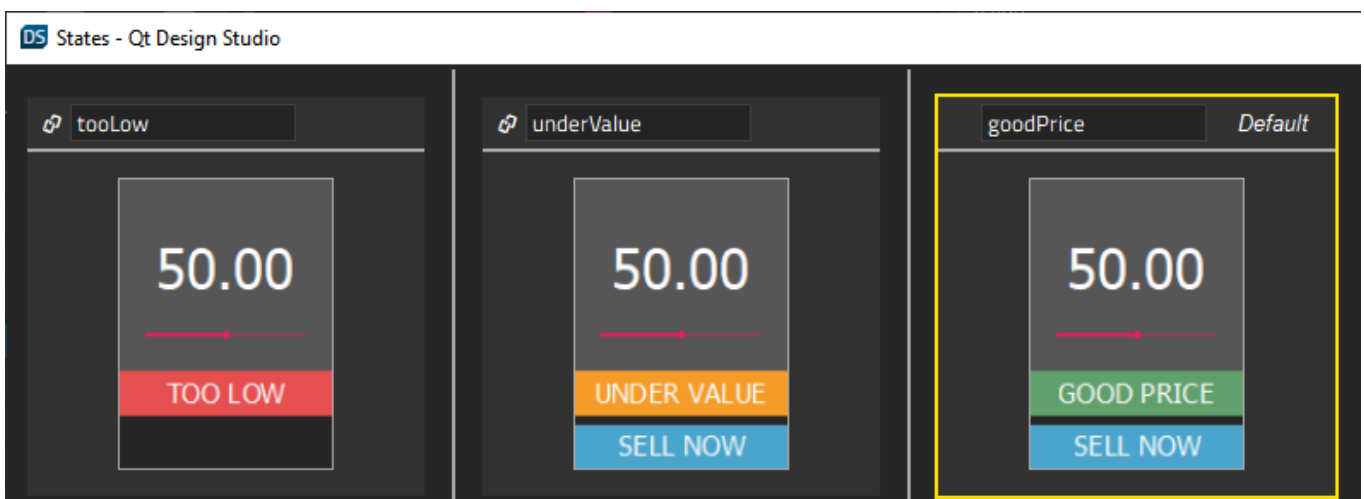 DS States - Qt Design Studio
tooLow
underValue
goodPrice Default
50.00
50.00
50.00
TOO LOW
UNDER VALUE
GOOD PRICE
SELL NOW
SELL NOW